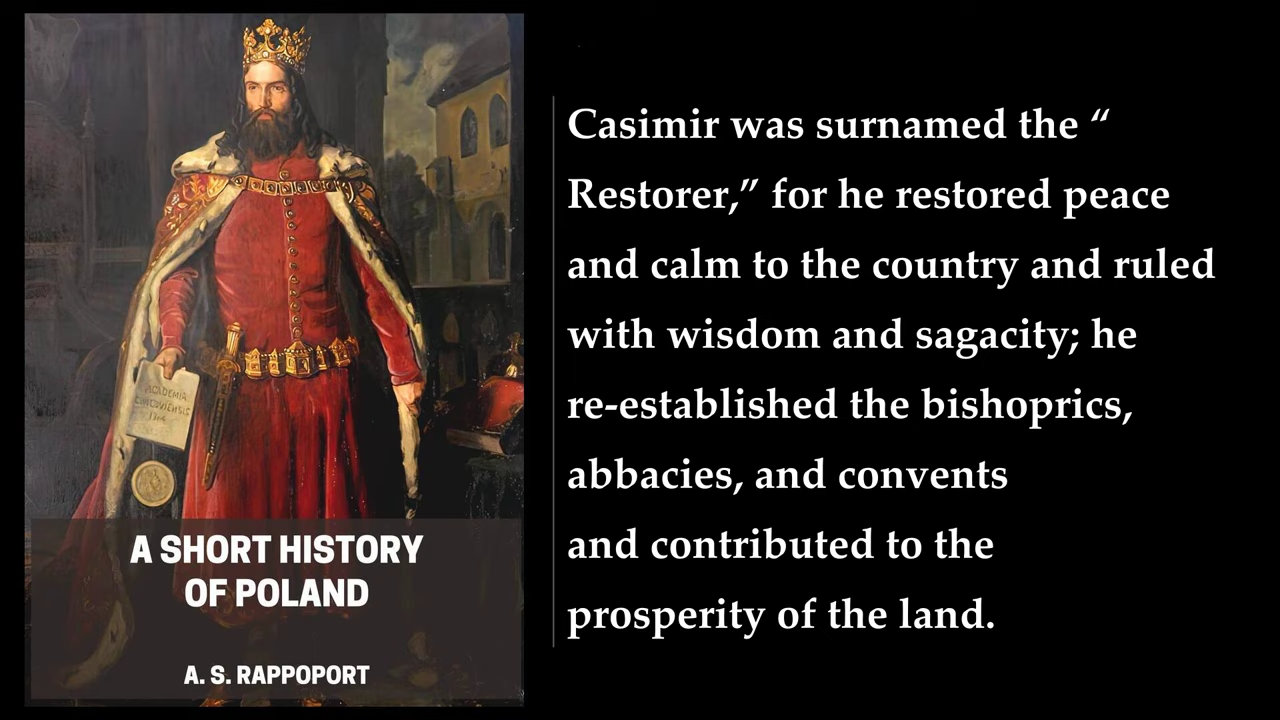 ACADEMIA
A SHORT HISTORY
OF POLAND
A. S. RAPPOPORT
Casimir was surnamed the “
Restorer,” for he restored peace
and calm to the country and ruled
with wisdom and sagacity; he
re-established the bishoprics,
abbacies, and convents
and contributed to the
prosperity of the land.